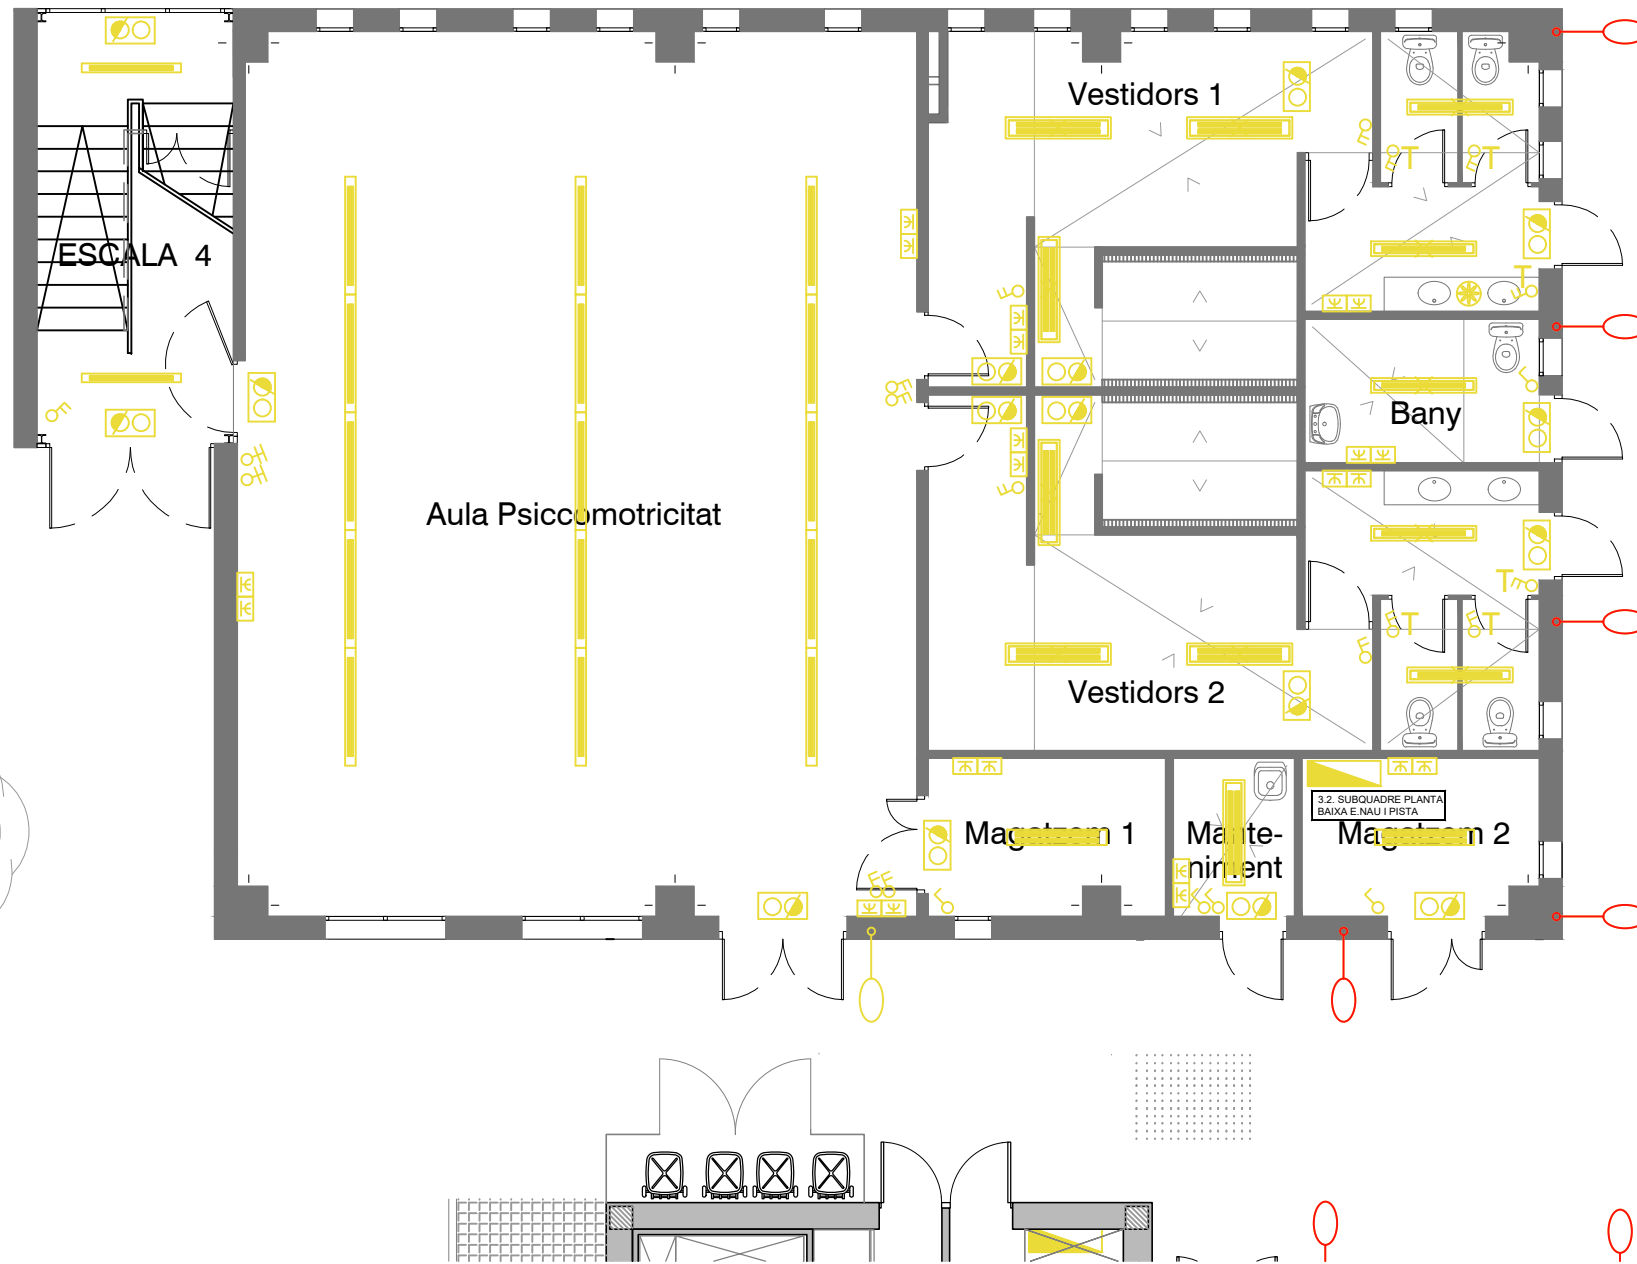 Vestidors 1
ESCALA 4
Bany
Aula Psiccomotricitat
Vestidors 2
3.2. SUBQUADRE PLANTA
BAIXA E.NAU I PISTA
Magatzem 1
Mante-
niment
Magatzem 2
T
T
T
T
T
T